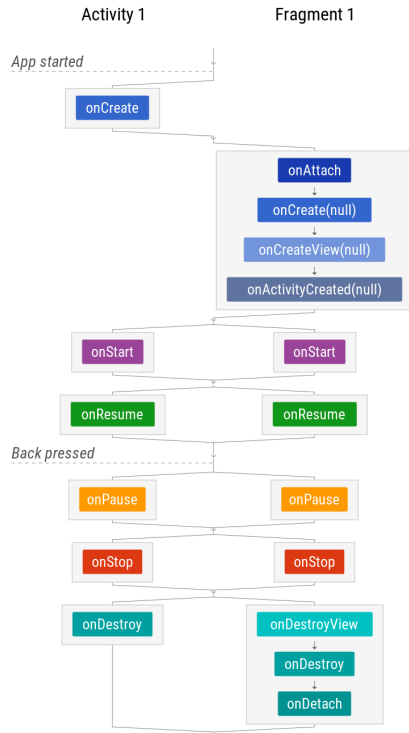 Activity 1 Fragment 1
App started
onCreate
onAttach
onCreate(null)
onCreateView(null)
onActivityCreated(null)
onStart onStart
onResume onResume
Back pressed
onPause onPause
onStop onStop
onDestroy onDestroyView
onDestroy
onDetach